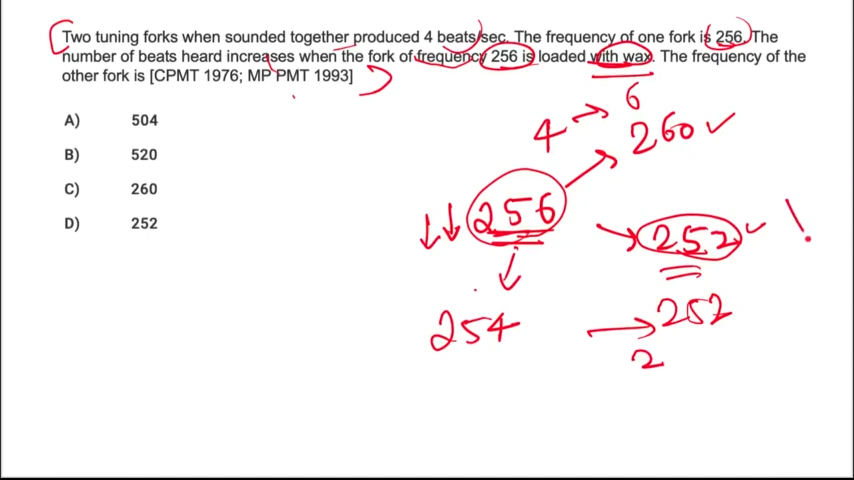 Two tuning forks when sounded together produced 4 beats/sec. The frequency of one fork is 256. The
number of beats heard increases when the fork of frequency 256 is loaded with wax. The frequency of the
other fork is [CPMT 1976; MP PMT 1993]
A) 504
B) 520
C) 260
D) 252
6
4 → 260 ✓
256
→ 252 ✓ !
254 → 252
2